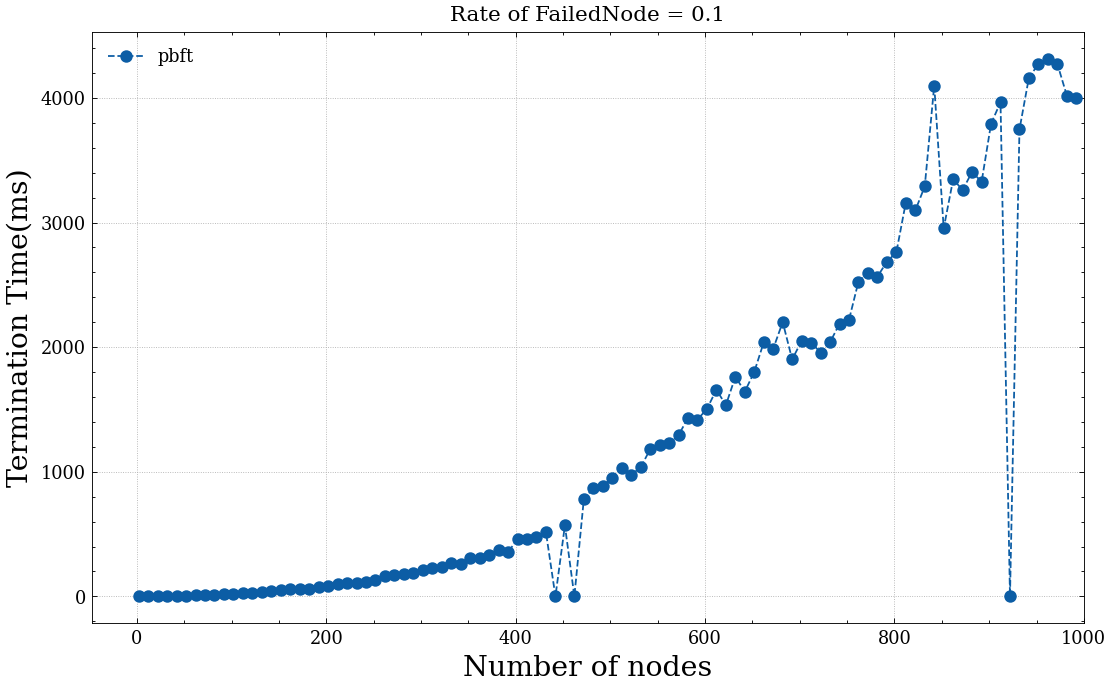 Rate of FailedNode = 0.1
pbft
Termination Time(ms)
4000
3000
2000
1000
0
0 200 400 600 800 1000
Number of nodes